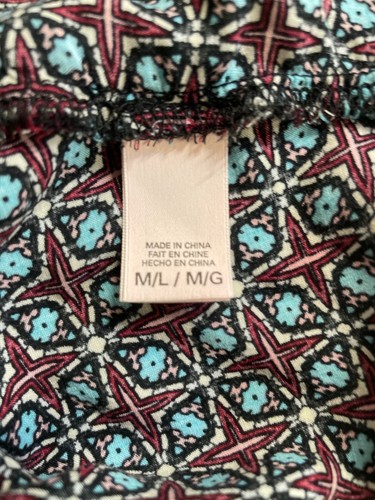 MADE IN CHINA
FAIT EN CHINE
HECHO EN CHINA
M/L / M/G